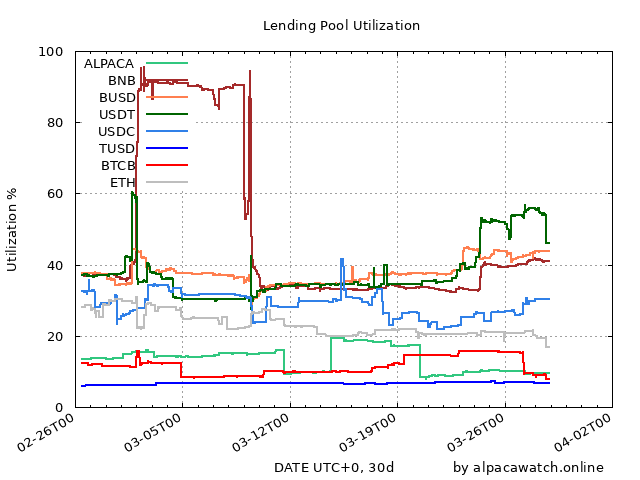 Lending Pool Utilization
100
80
60
40
20
0
Utilization %
ALPACA
BNB
BUSD
USDT
USDC
TUSD
BTCB
ETH
02-26T00
03-05T00
03-12T00
03-19T00
03-26T00
04-02T00
DATE UTC+0, 30d
by alpacawatch.online